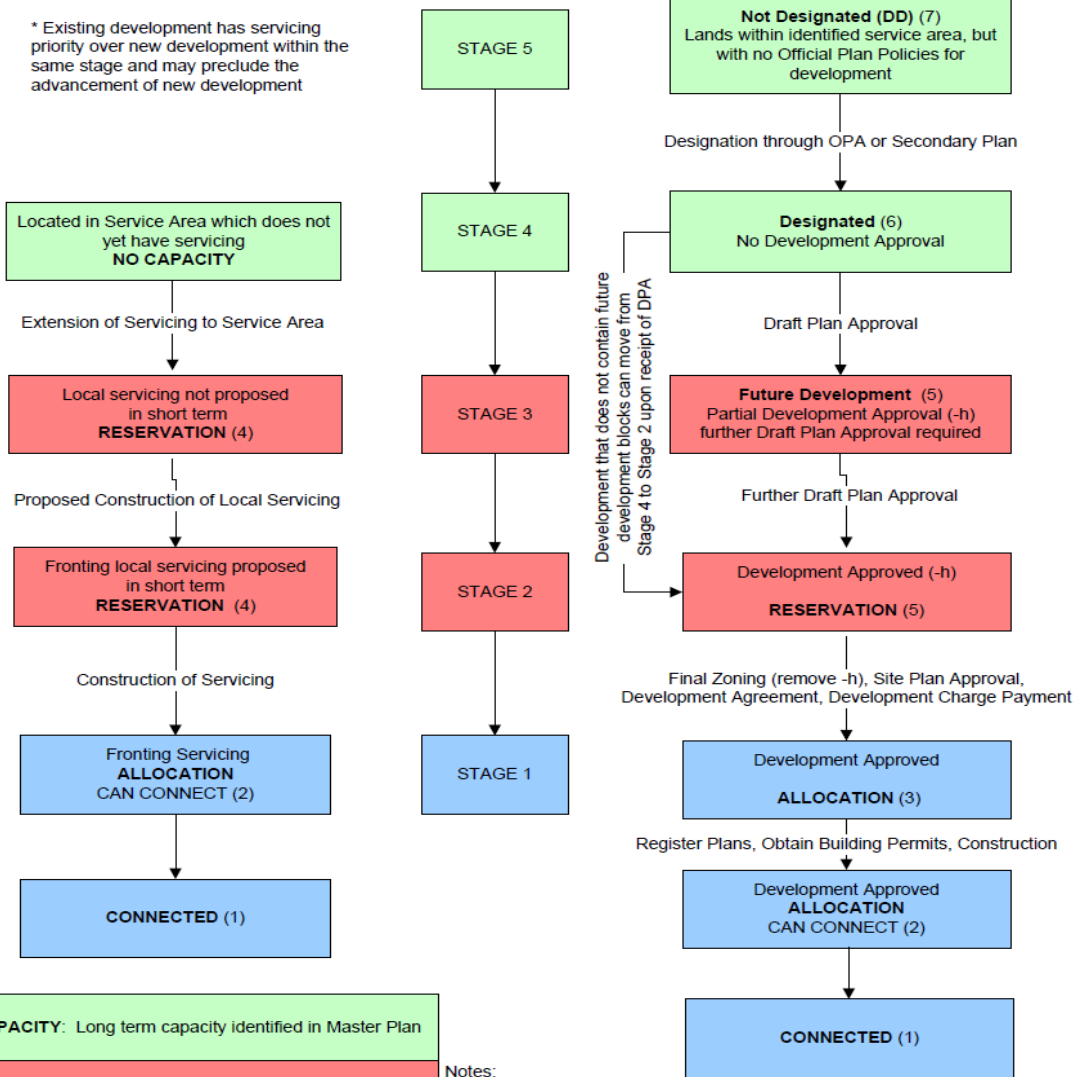 * Existing development has servicing
priority over new development within the
same stage and may preclude the
advancement of new development
Located in Service Area which does not
yet have servicing
NO CAPACITY
Extension of Servicing to Service Area
Local servicing not proposed
in short term
RESERVATION (4)
Proposed Construction of Local Servicing
Fronting local servicing proposed
in short term
RESERVATION (4)
Construction of Servicing
Fronting Servicing
ALLOCATION
CAN CONNECT (2)
CONNECTED (1)
STAGE 5
STAGE 4
STAGE 3
STAGE 2
STAGE 1
Not Designated (DD) (7)
Lands within identified service area, but
with no Official Plan Policies for
development
Designation through OPA or Secondary Plan
Designated (6)
No Development Approval
Development that does not contain future
development blocks can move from
Stage 4 to Stage 2 upon receipt of DPA
Draft Plan Approval
Future Development (5)
Partial Development Approval (-h)
further Draft Plan Approval required
Further Draft Plan Approval
Development Approved (-h)
RESERVATION (5)
Final Zoning (remove -h), Site Plan Approval,
Development Agreement, Development Charge Payment
Development Approved
ALLOCATION (3)
Register Plans, Obtain Building Permits, Construction
Development Approved
ALLOCATION
CAN CONNECT (2)
CONNECTED (1)
PACITY: Long term capacity identified in Master Plan
Notes: